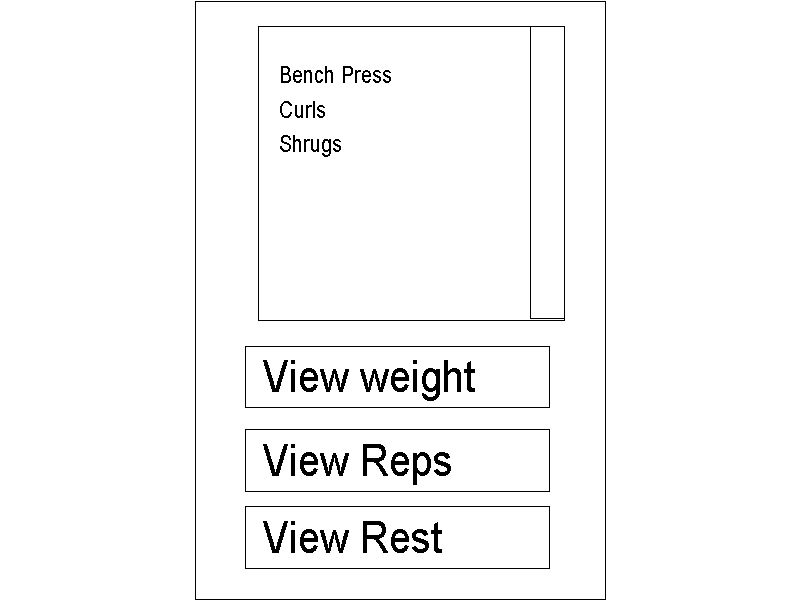 Bench Press
Curls
Shrugs
View weight
View Reps
View Rest